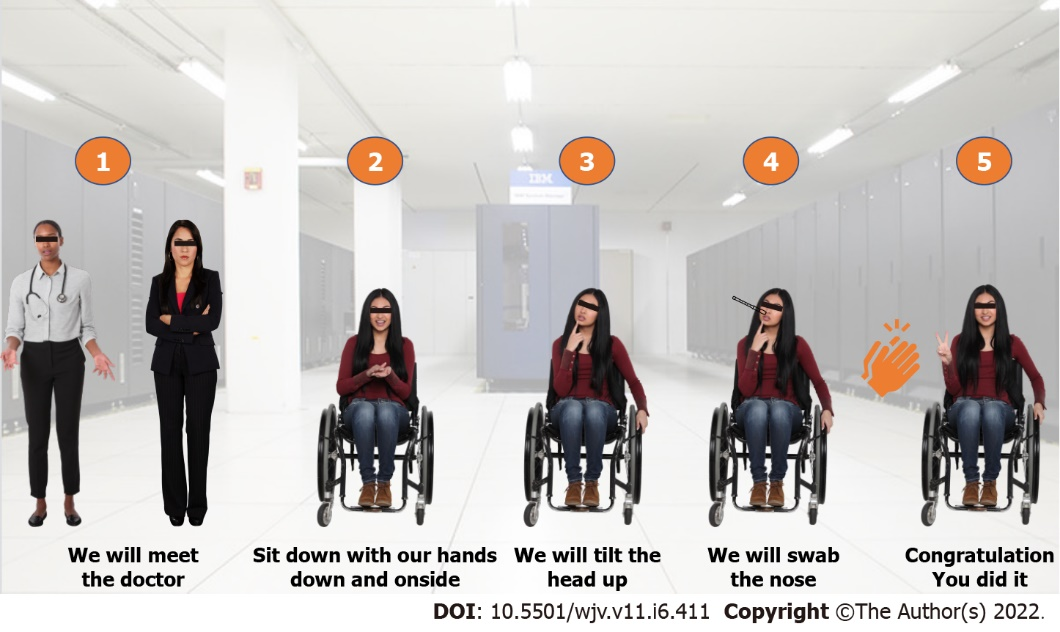 1
2
3
4
5
IBM
We will meet
the doctor
Sit down with our hands
down and onside
We will tilt the
head up
We will swab
the nose
Congratulation
You did it
DOI: 10.5501/wjv.v11.i6.411 Copyright ©The Author(s) 2022.